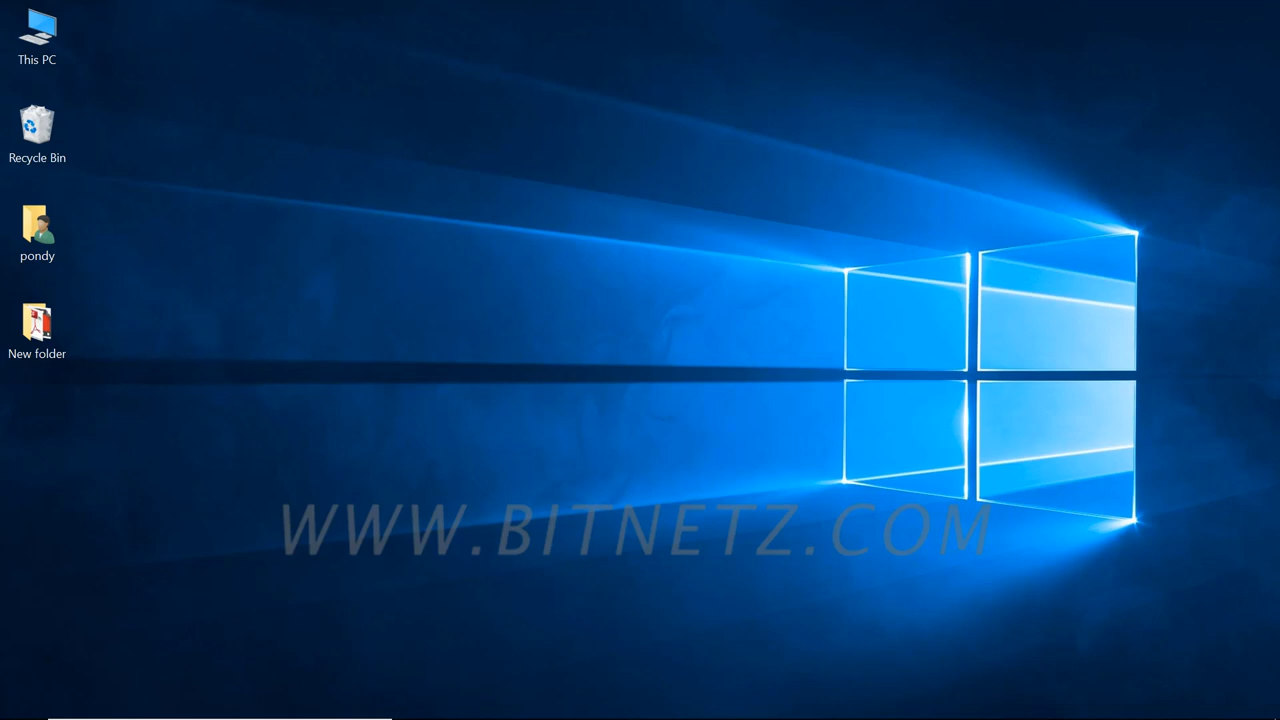 This PC
Recycle Bin
pondy
New folder
WWW.BITNETZ.COM